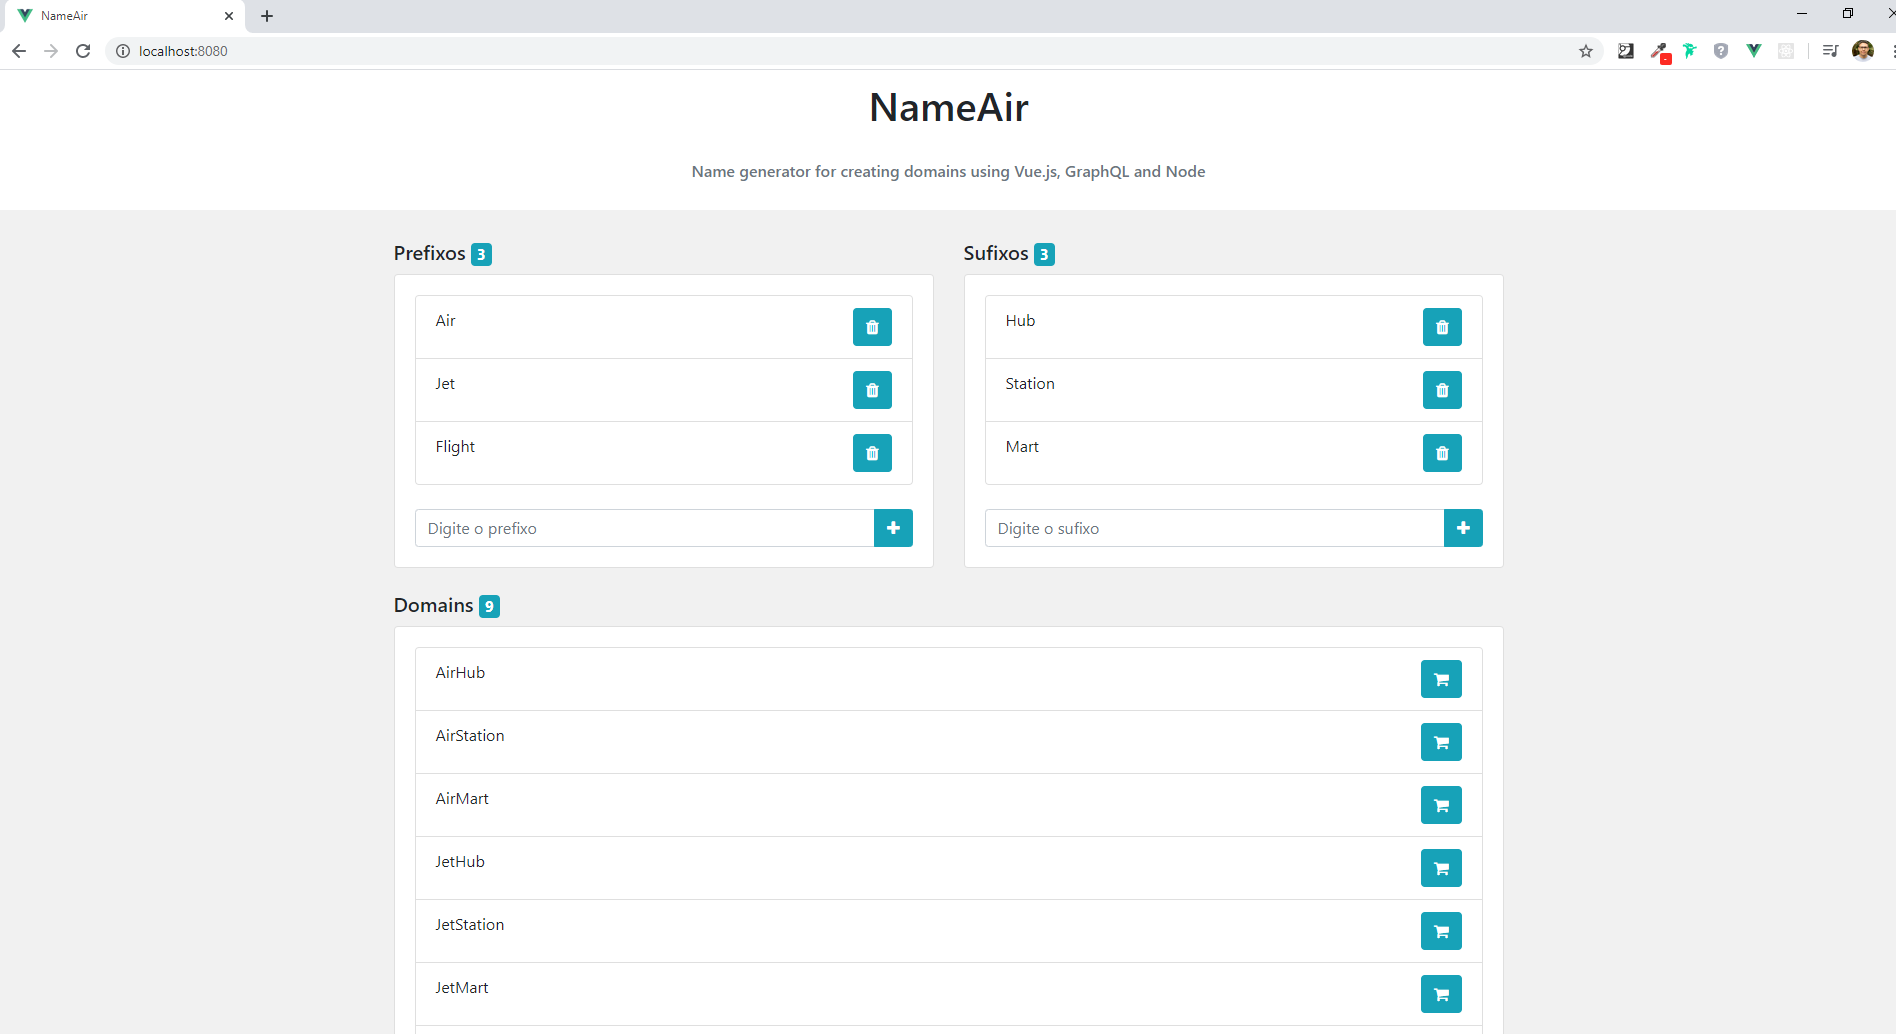 NameAir
localhost:8080
NameAir
Name generator for creating domains using Vue.js, GraphQL and Node
Prefixos 3
Air
Jet
Flight
Digite o prefixo
Sufixos 3
Hub
Station
Mart
Digite o sufixo
Domains 9
AirHub
AirStation
AirMart
JetHub
JetStation
JetMart